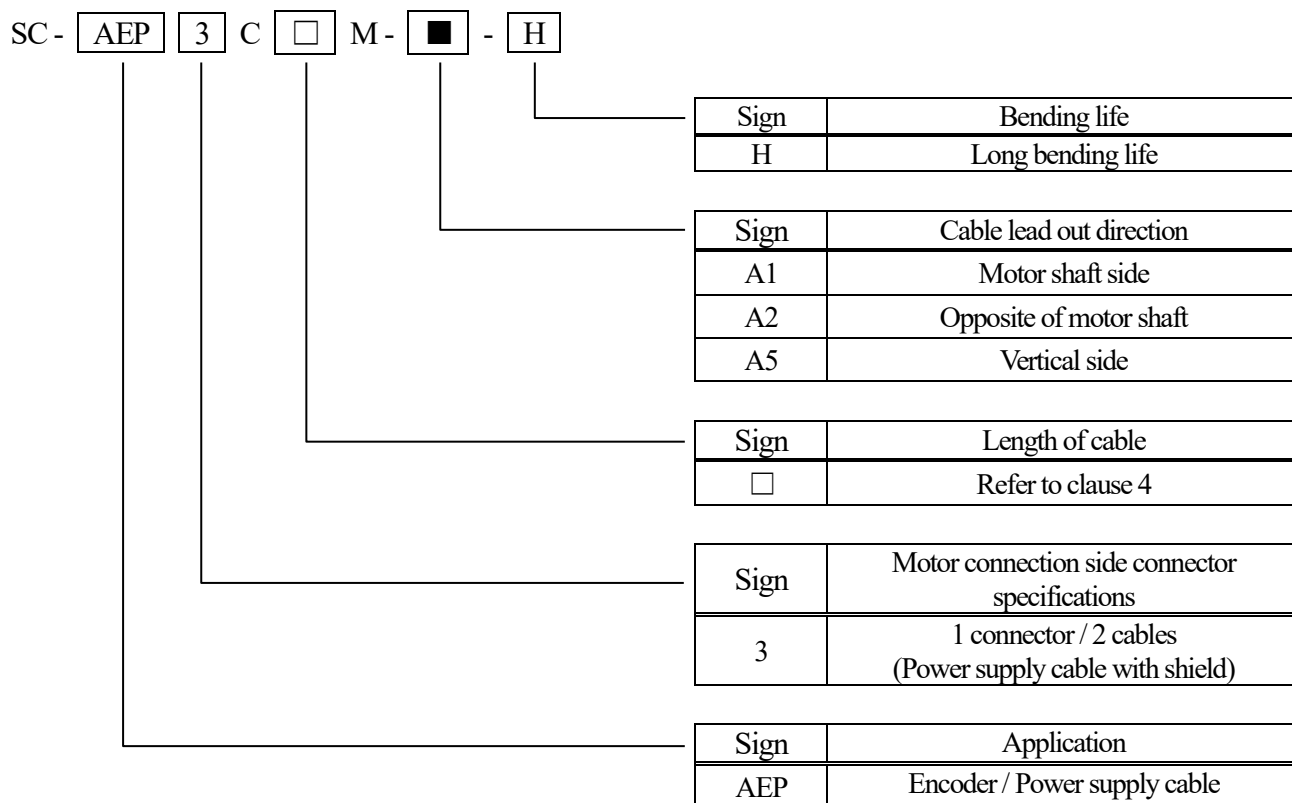 SC - AEP 3 C □ M - ■ - H
Sign Bending life
H Long bending life
Sign Cable lead out direction
A1 Motor shaft side
A2 Opposite of motor shaft
A5 Vertical side
Sign Length of cable
□ Refer to clause 4
Sign Motor connection side connector
specifications
3 1 connector / 2 cables
(Power supply cable with shield)
Sign Application
AEP Encoder / Power supply cable